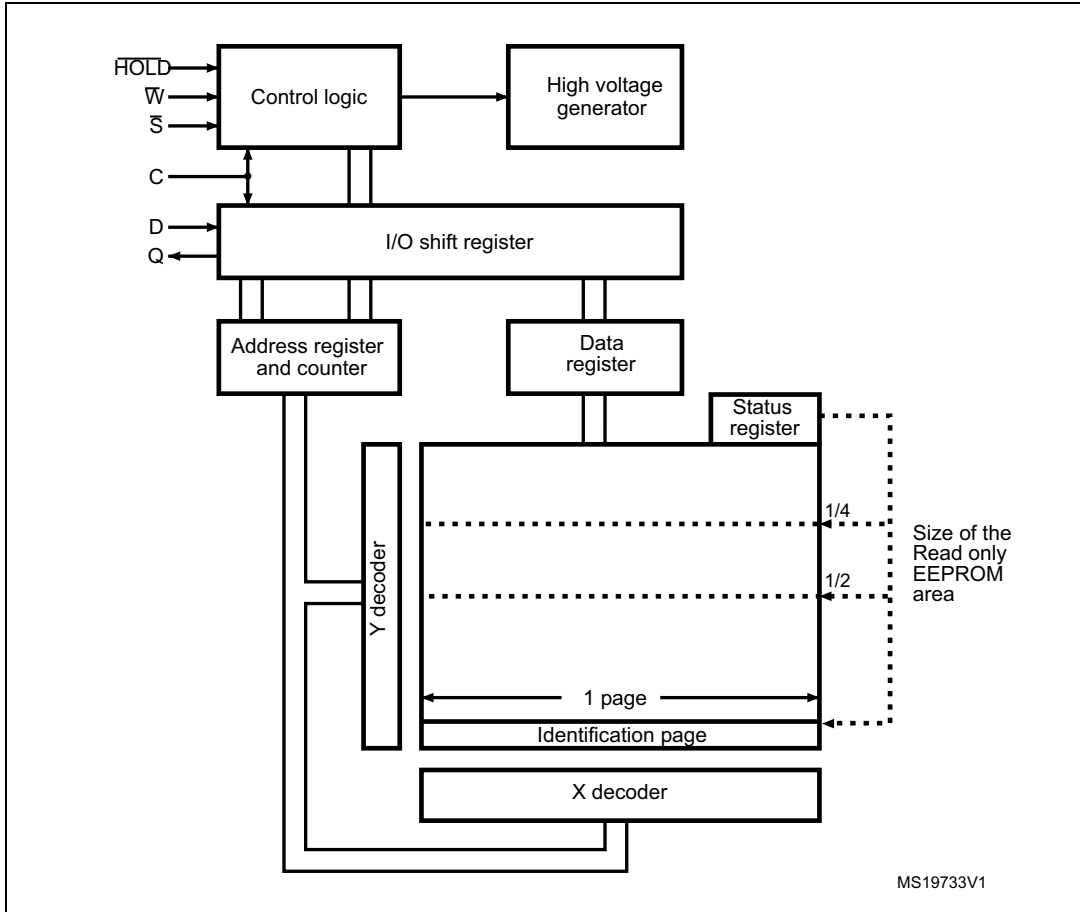 H̅O̅L̅D̅
W̅
S̅
C
D
Q
Control logic
High voltage
generator
I/O shift register
Address register
and counter
Data
register
Status
register
1/4
1/2
Size of the
Read only
EEPROM
area
Y decoder
1 page
Identification page
X decoder
MS19733V1